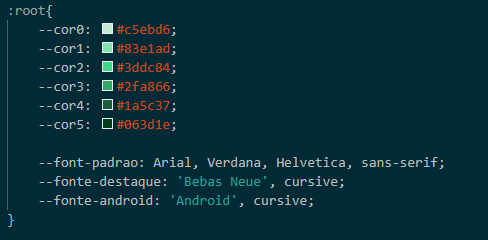 :root{
--cor0: #c5ebd6;
--cor1: #83e1ad;
--cor2: #3ddc84;
--cor3: #2fa866;
--cor4: #1a5c37;
--cor5: #063d1e;
--font-padrao: Arial, Verdana, Helvetica, sans-serif;
--fonte-destaque: 'Bebas Neue', cursive;
--fonte-android: 'Android', cursive;
}